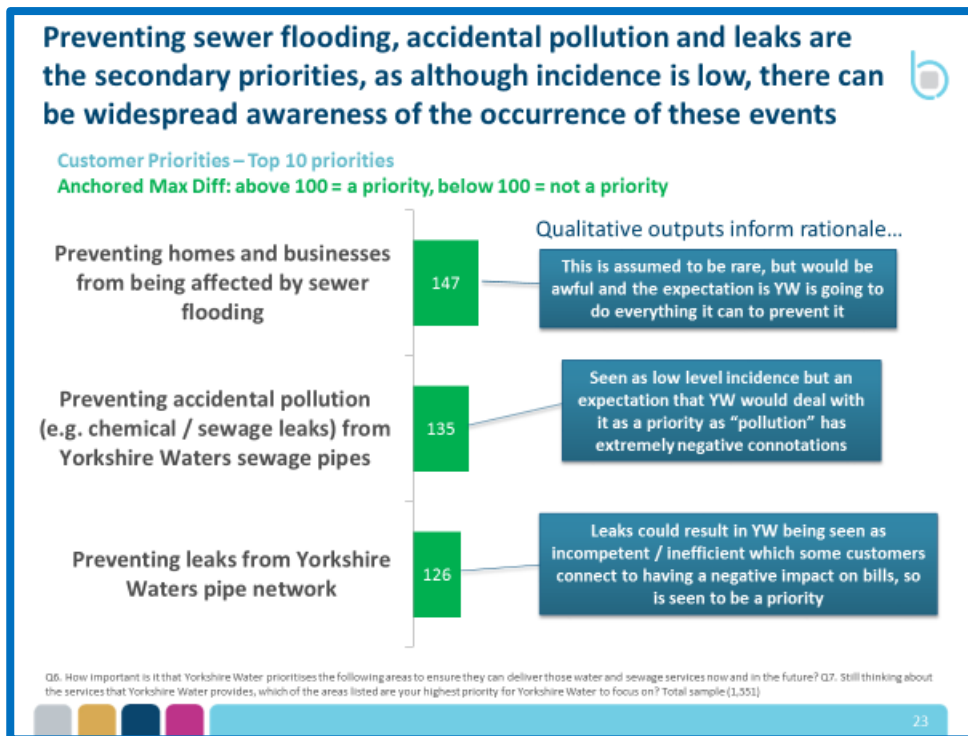 Preventing sewer flooding, accidental pollution and leaks are
the secondary priorities, as although incidence is low, there can
be widespread awareness of the occurrence of these events
Customer Priorities – Top 10 priorities
Anchored Max Diff: above 100 = a priority, below 100 = not a priority
Qualitative outputs inform rationale...
Preventing homes and businesses
from being affected by sewer
flooding
147
This is assumed to be rare, but would be
awful and the expectation is YW is going to
do everything it can to prevent it
Preventing accidental pollution
(e.g. chemical / sewage leaks) from
Yorkshire Waters sewage pipes
135
Seen as low level incidence but an
expectation that YW would deal with
it as a priority as “pollution” has
extremely negative connotations
Preventing leaks from Yorkshire
Waters pipe network
126
Leaks could result in YW being seen as
incompetent / inefficient which some customers
connect to having a negative impact on bills, so
is seen to be a priority
Q6. How important is it that Yorkshire Water prioritises the following areas to ensure they can deliver those water and sewage services now and in the future? Q7. Still thinking about
the services that Yorkshire Water provides, which of the areas listed are your highest priority for Yorkshire Water to focus on? Total sample (1,551)
23